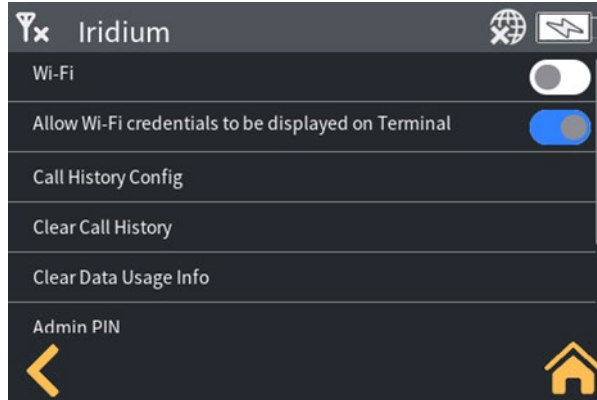 Iridium
Wi-Fi
Allow Wi-Fi credentials to be displayed on Terminal
Call History Config
Clear Call History
Clear Data Usage Info
Admin PIN